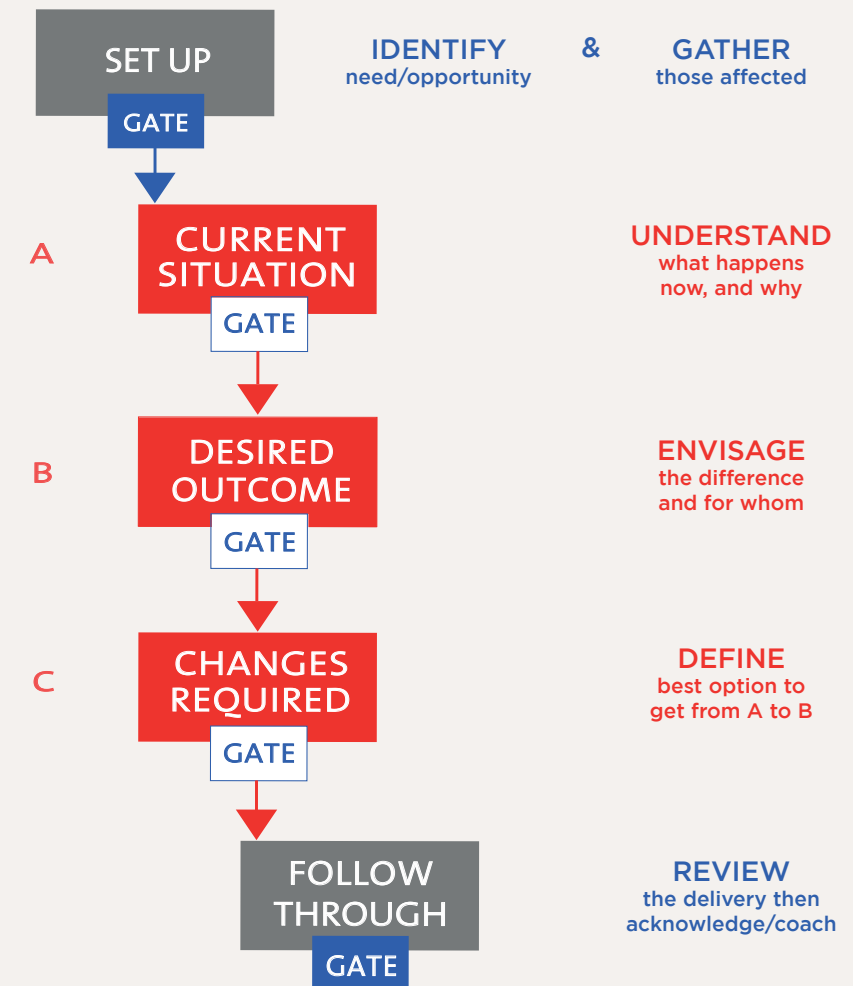 SET UP
GATE
IDENTIFY
need/opportunity
&
GATHER
those affected
A
CURRENT
SITUATION
GATE
UNDERSTAND
what happens
now, and why
B
DESIRED
OUTCOME
GATE
ENVISAGE
the difference
and for whom
C
CHANGES
REQUIRED
GATE
DEFINE
best option to
get from A to B
FOLLOW
THROUGH
GATE
REVIEW
the delivery then
acknowledge/coach